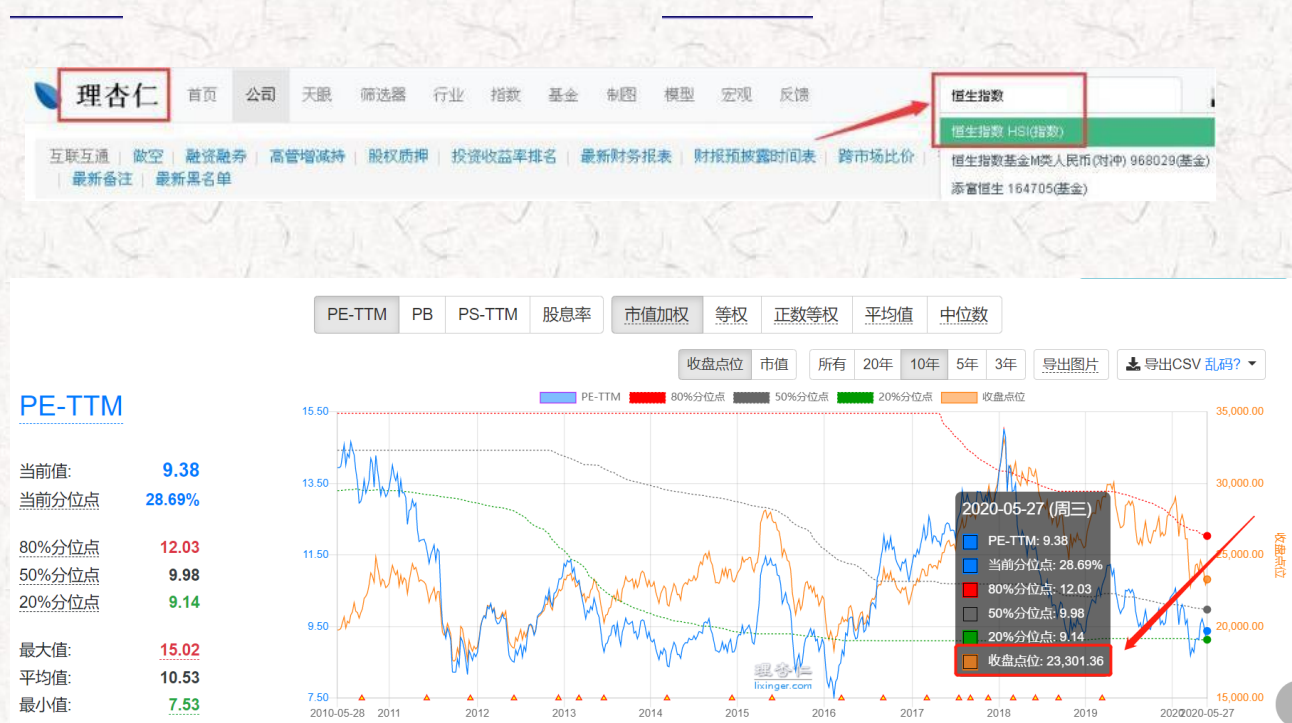 理杏仁 首页 公司 天眼 筛选器 行业 指数 基金 制图 模型 宏观 反馈 恒生指数
恒生指数 HSI(指数)
互联互通 | 做空 | 融资融券 | 高管增减持 | 股权质押 | 投资收益率排名 | 最新财务报表 | 财报预披露时间表 | 跨市场比价 |
恒生指数基金M类人民币(对冲) 968029(基金)
| 最新备注 | 最新黑名单
添富恒生 164705(基金)
PE-TTM PB PS-TTM 股息率 市值加权 等权 正数等权 平均值 中位数
收盘点位 市值 所有 20年 10年 5年 3年 导出图片 导出CSV 乱码?
PE-TTM
当前值: 9.38
当前分位点 28.69%
80%分位点 12.03
50%分位点 9.98
20%分位点 9.14
最大值: 15.02
平均值: 10.53
最小值: 7.53
PE-TTM 80%分位点 50%分位点 20%分位点 收盘点位
15.50
13.50
11.50
9.50
7.50
35,000.00
30,000.00
25,000.00
20,000.00
15,000.00
收盘点位
2020-05-27 (周三)
PE-TTM: 9.38
当前分位点: 28.69%
80%分位点: 12.03
50%分位点: 9.98
20%分位点: 9.14
收盘点位: 23,301.36
理杏仁
lixinger.com
2010-05-28 2011 2012 2013 2014 2015 2016 2017 2018 2019 2020 2020-05-27